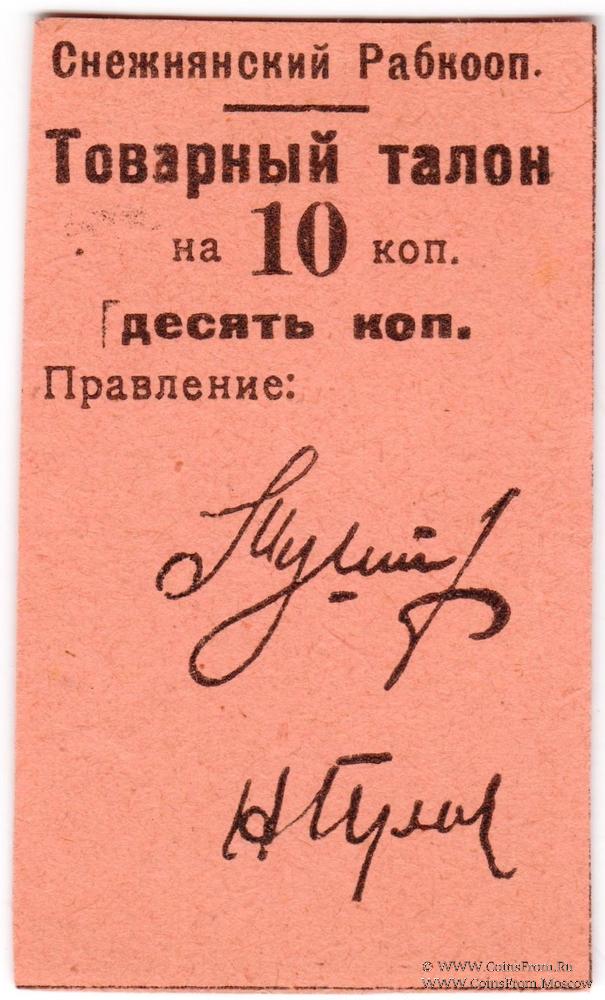 Снежнянский Рабкооп.
Товарный талон
на 10 коп.
десять коп.
Правление:
© WWW.CoinsFrom.Ru
WWW.CoinsFrom.Moscow